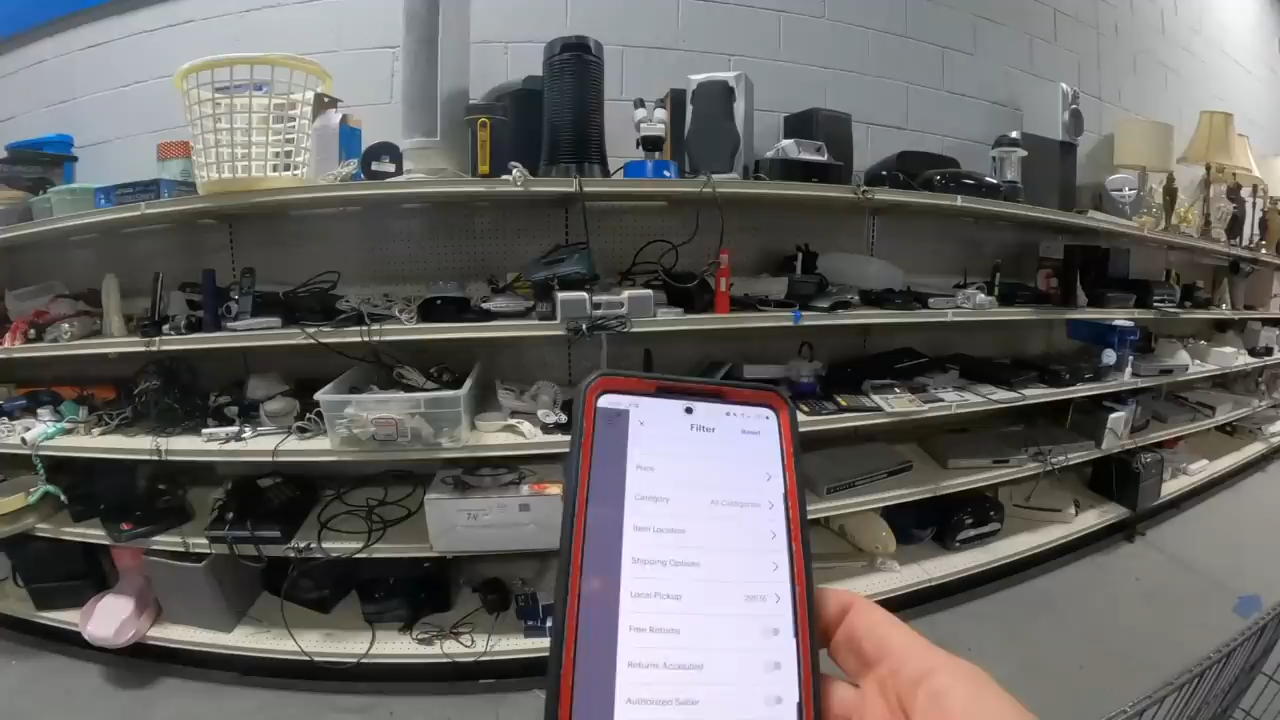 Filter
Reset
Price
Category
All Categories
Item Location
Shipping Options
Local Pickup
Free Returns
Returns Accepted
Authorized Seller